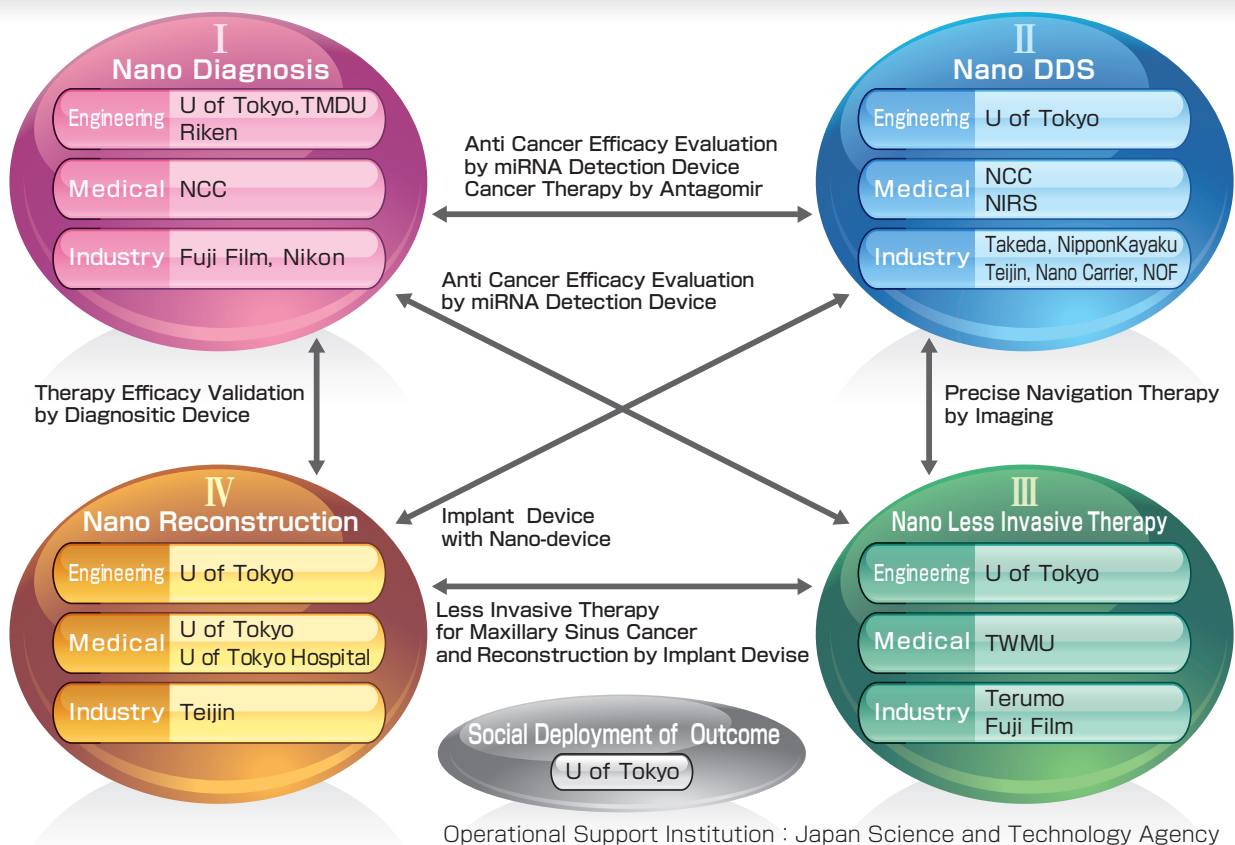 I
Nano Diagnosis
Engineering
U of Tokyo,TMDU
Riken
Medical
NCC
Industry
Fuji Film, Nikon
Anti Cancer Efficacy Evaluation
by miRNA Detection Device
Cancer Therapy by Antagomir
II
Nano DDS
Engineering
U of Tokyo
Medical
NCC
NIRS
Industry
Takeda, NipponKayaku
Teijin, Nano Carrier, NOF
Anti Cancer Efficacy Evaluation
by miRNA Detection Device
Therapy Efficacy Validation
by Diagnositic Device
Precise Navigation Therapy
by Imaging
IV
Nano Reconstruction
Engineering
U of Tokyo
Medical
U of Tokyo
U of Tokyo Hospital
Industry
Teijin
Implant Device
with Nano-device
Less Invasive Therapy
for Maxillary Sinus Cancer
and Reconstruction by Implant Devise
III
Nano Less Invasive Therapy
Engineering
U of Tokyo
Medical
TWMU
Industry
Terumo
Fuji Film
Social Deployment of Outcome
U of Tokyo
Operational Support Institution : Japan Science and Technology Agency